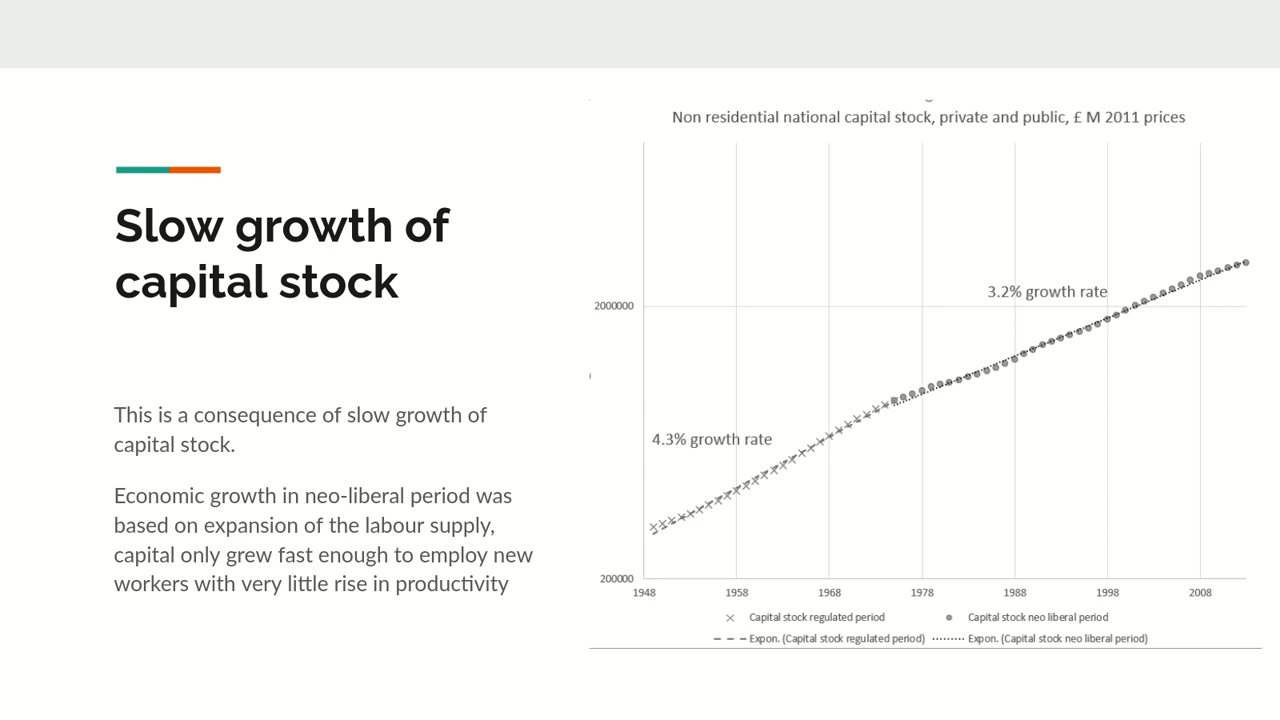 Slow growth of
capital stock
This is a consequence of slow growth of
capital stock.
Economic growth in neo-liberal period was
based on expansion of the labour supply,
capital only grew fast enough to employ new
workers with very little rise in productivity
Non residential national capital stock, private and public, £ M 2011 prices
3.2% growth rate
2000000
4.3% growth rate
200000
1948 1958 1968 1978 1988 1998 2008
Capital stock regulated period Capital stock neo liberal period
Expon. (Capital stock regulated period) Expon. (Capital stock neo liberal period)